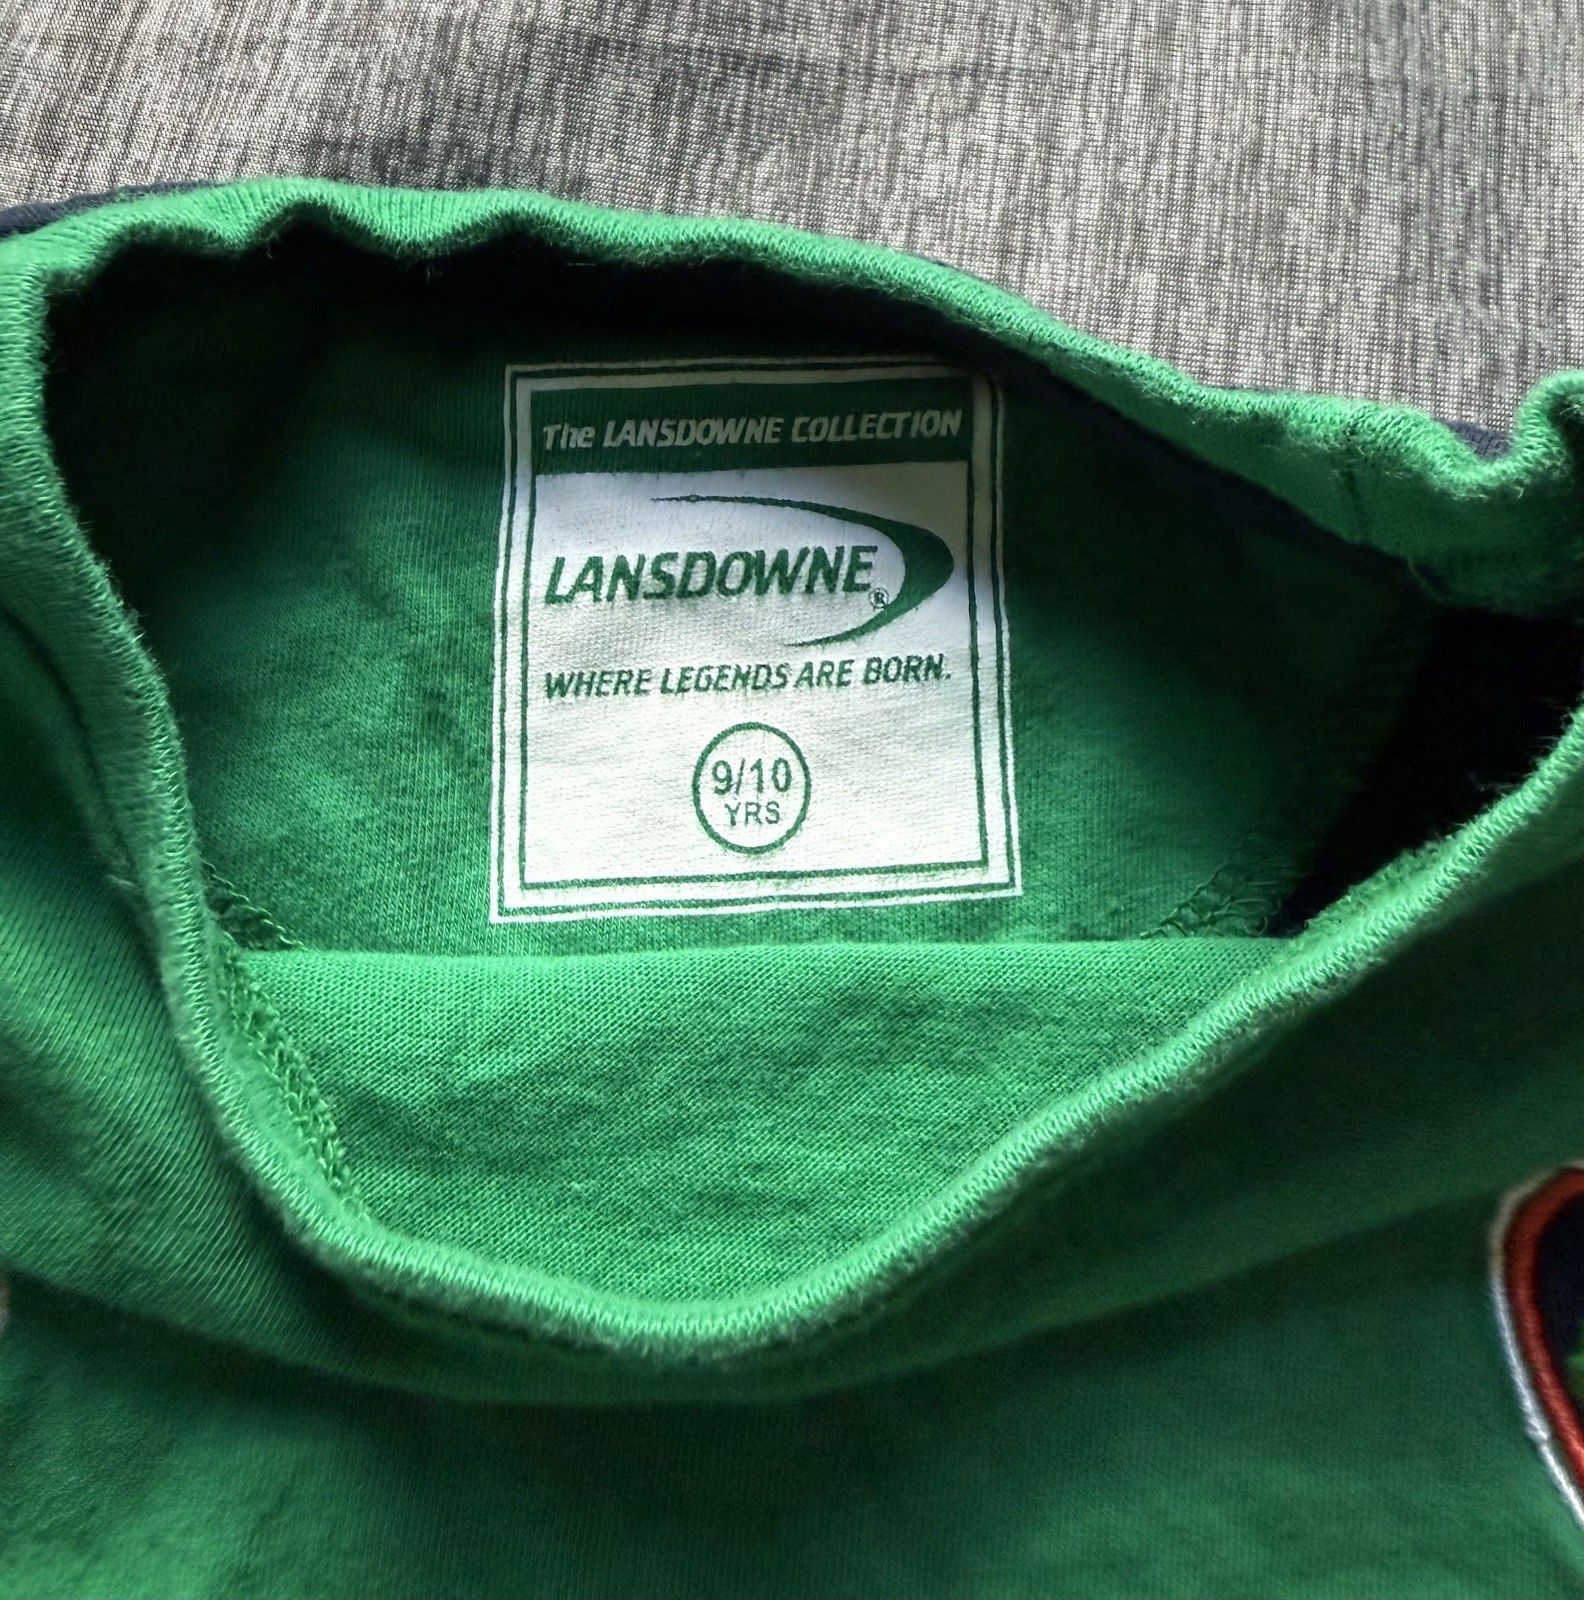 The LANSDOWNE COLLECTION
LANSDOWNE®
WHERE LEGENDS ARE BORN.
9/10
YRS